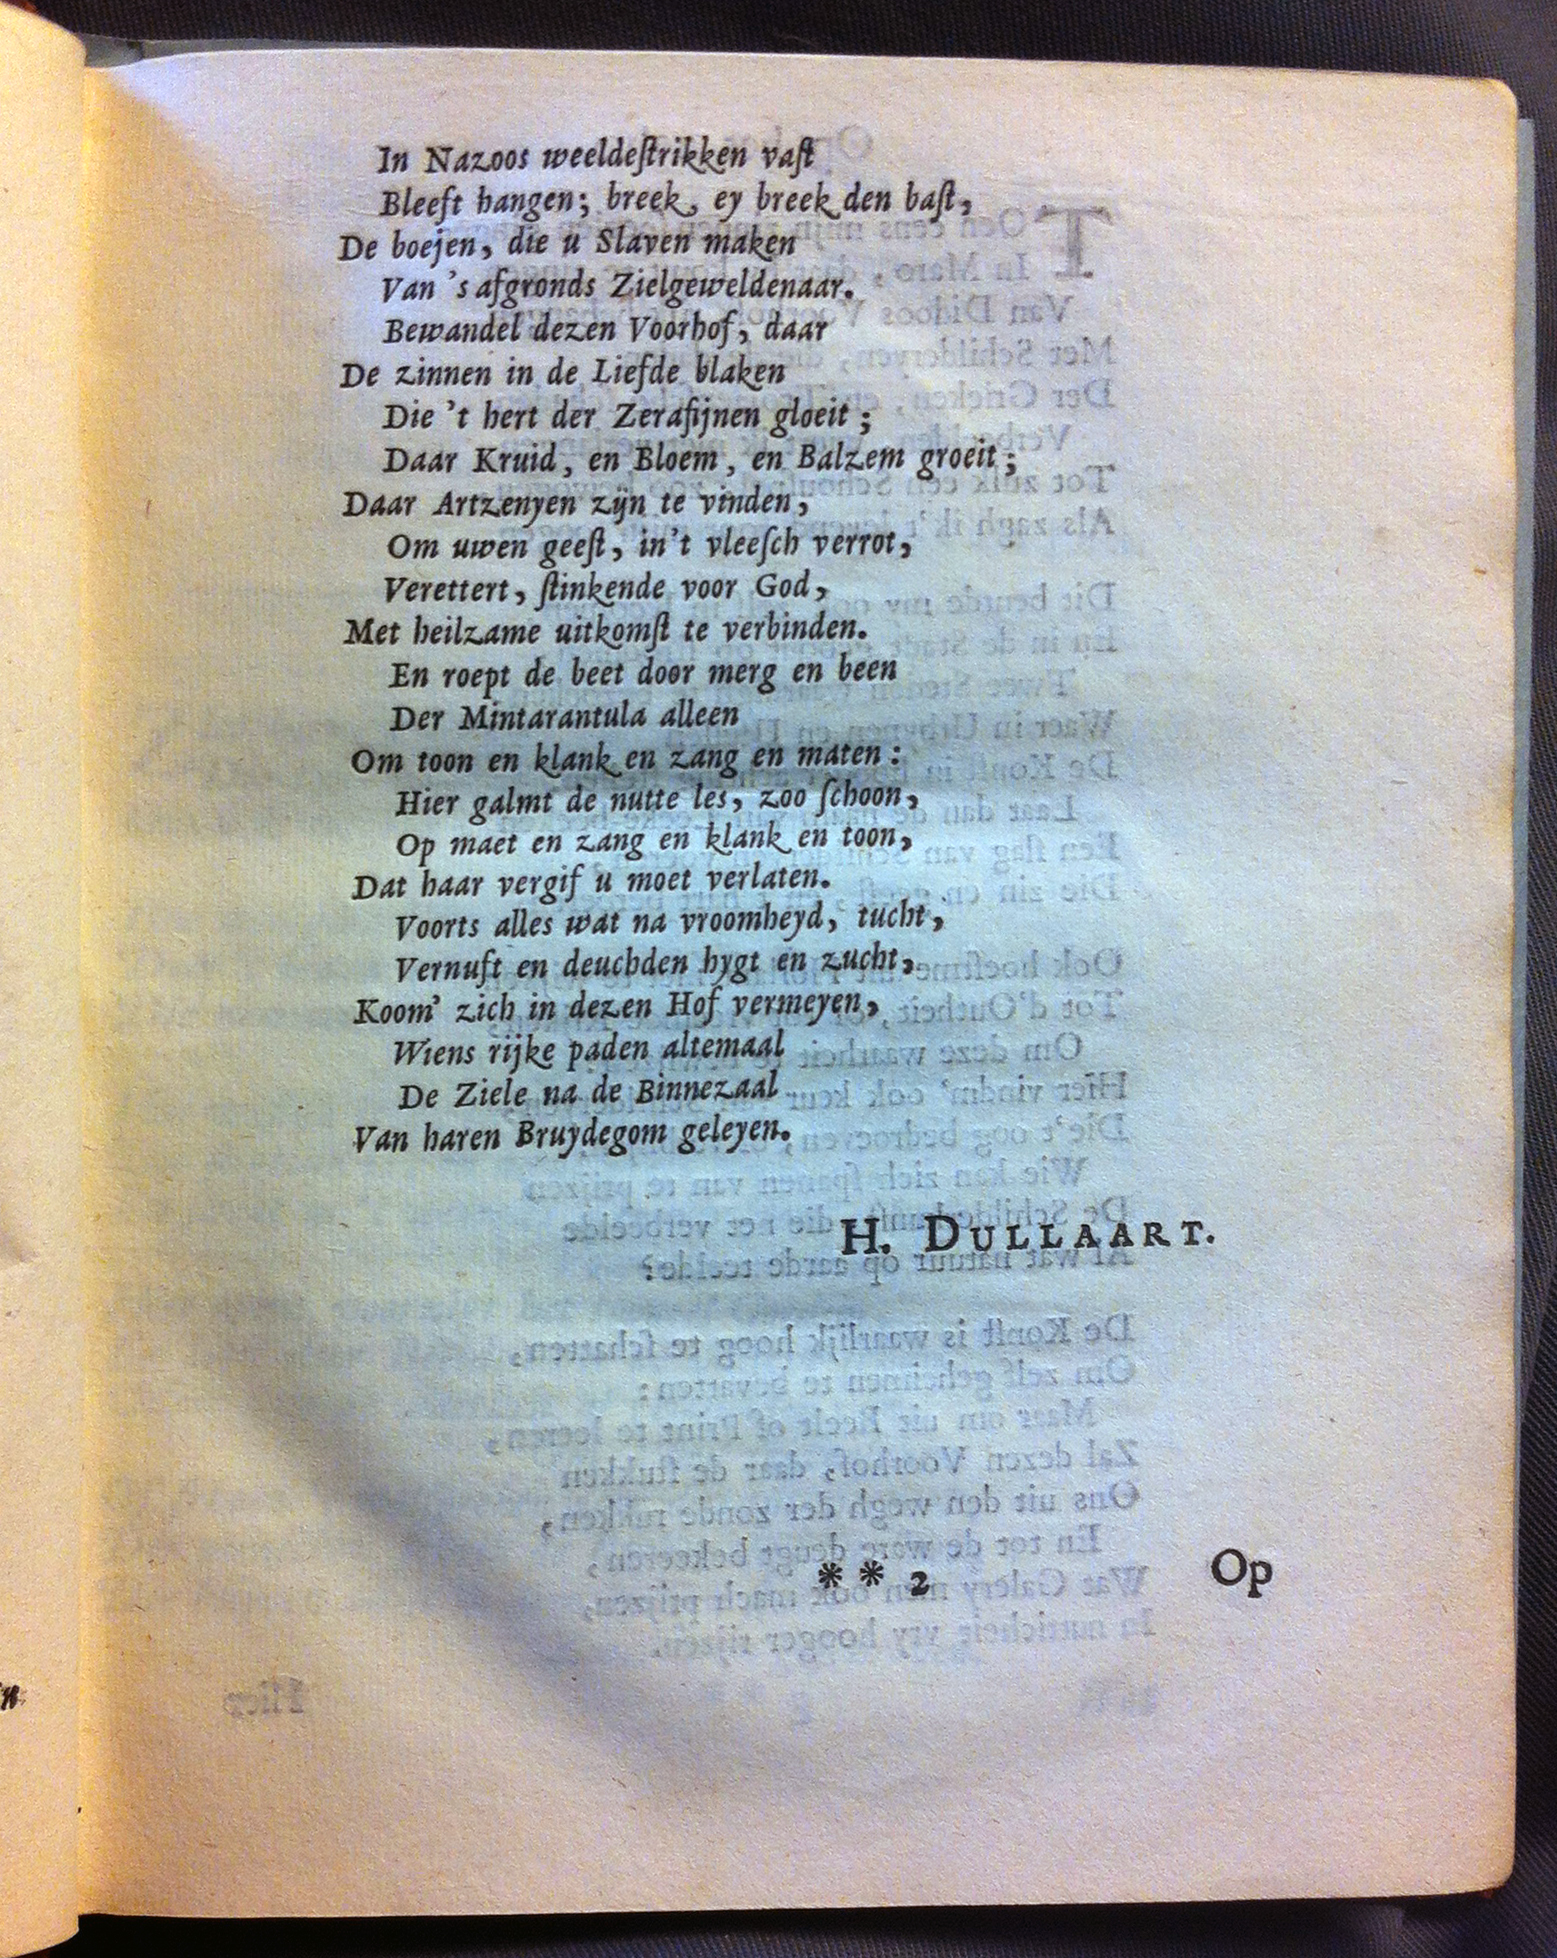 In Nazoos weeldeſtrikken vaſt
Bleeft hangen; breek, ey breek den baſt,
De boejen, die u Slaven maken
Van 's afgronds Zielgeweldenaar.
Bewandel dezen Voorhof, daar
De zinnen in de Liefde blaken
Die 't hert der Zerafijnen gloeit;
Daar Kruid, en Bloem, en Balzem groeit;
Daar Artzenyen zijn te vinden,
Om uwen geeſt, in't vleeſch verrot,
Verettert, ſtinkende voor God,
Met heilzame uitkomſt te verbinden.
En roept de beet door merg en been
Der Mintarantula alleen
Om toon en klank en zang en maten:
Hier galmt de nutte les, zoo ſchoon,
Op maet en zang en klank en toon,
Dat haar vergif u moet verlaten.
Voorts alles wat na vroomheyd, tucht,
Vernuft en deuchden hygt en zucht,
Koom' zich in dezen Hof vermeyen,
Wiens rijke paden altemaal
De Ziele na de Binnezaal
Van haren Bruydegom geleyen.
H. DULLAART.
* * 2 Op